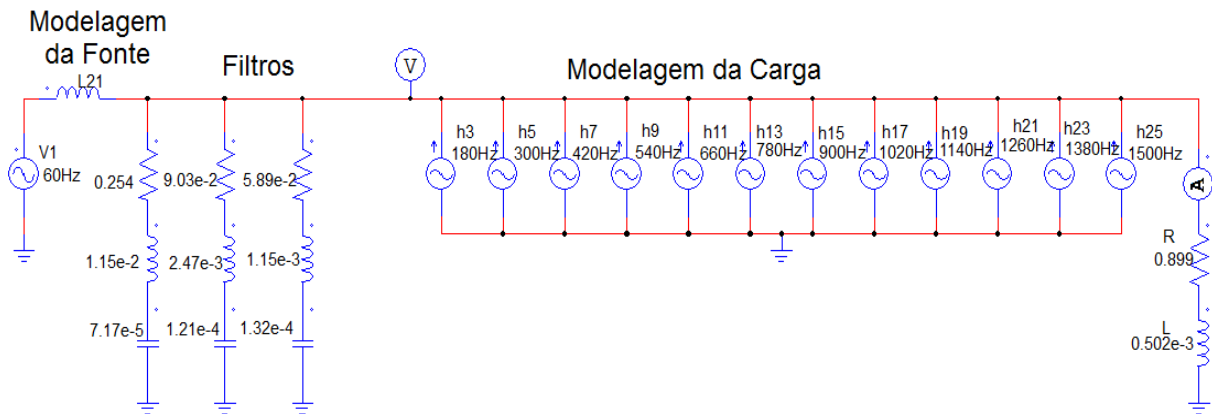 Modelagem
da Fonte
L21
Filtros
V
Modelagem da Carga
V1
60Hz
0.254
9.03e-2
5.89e-2
1.15e-2
2.47e-3
1.15e-3
7.17e-5
1.21e-4
1.32e-4
h3
180Hz
h5
300Hz
h7
420Hz
h9
540Hz
h11
660Hz
h13
780Hz
h15
900Hz
h17
1020Hz
h19
1140Hz
h21
1260Hz
h23
1380Hz
h25
1500Hz
A
R
0.899
L
0.502e-3